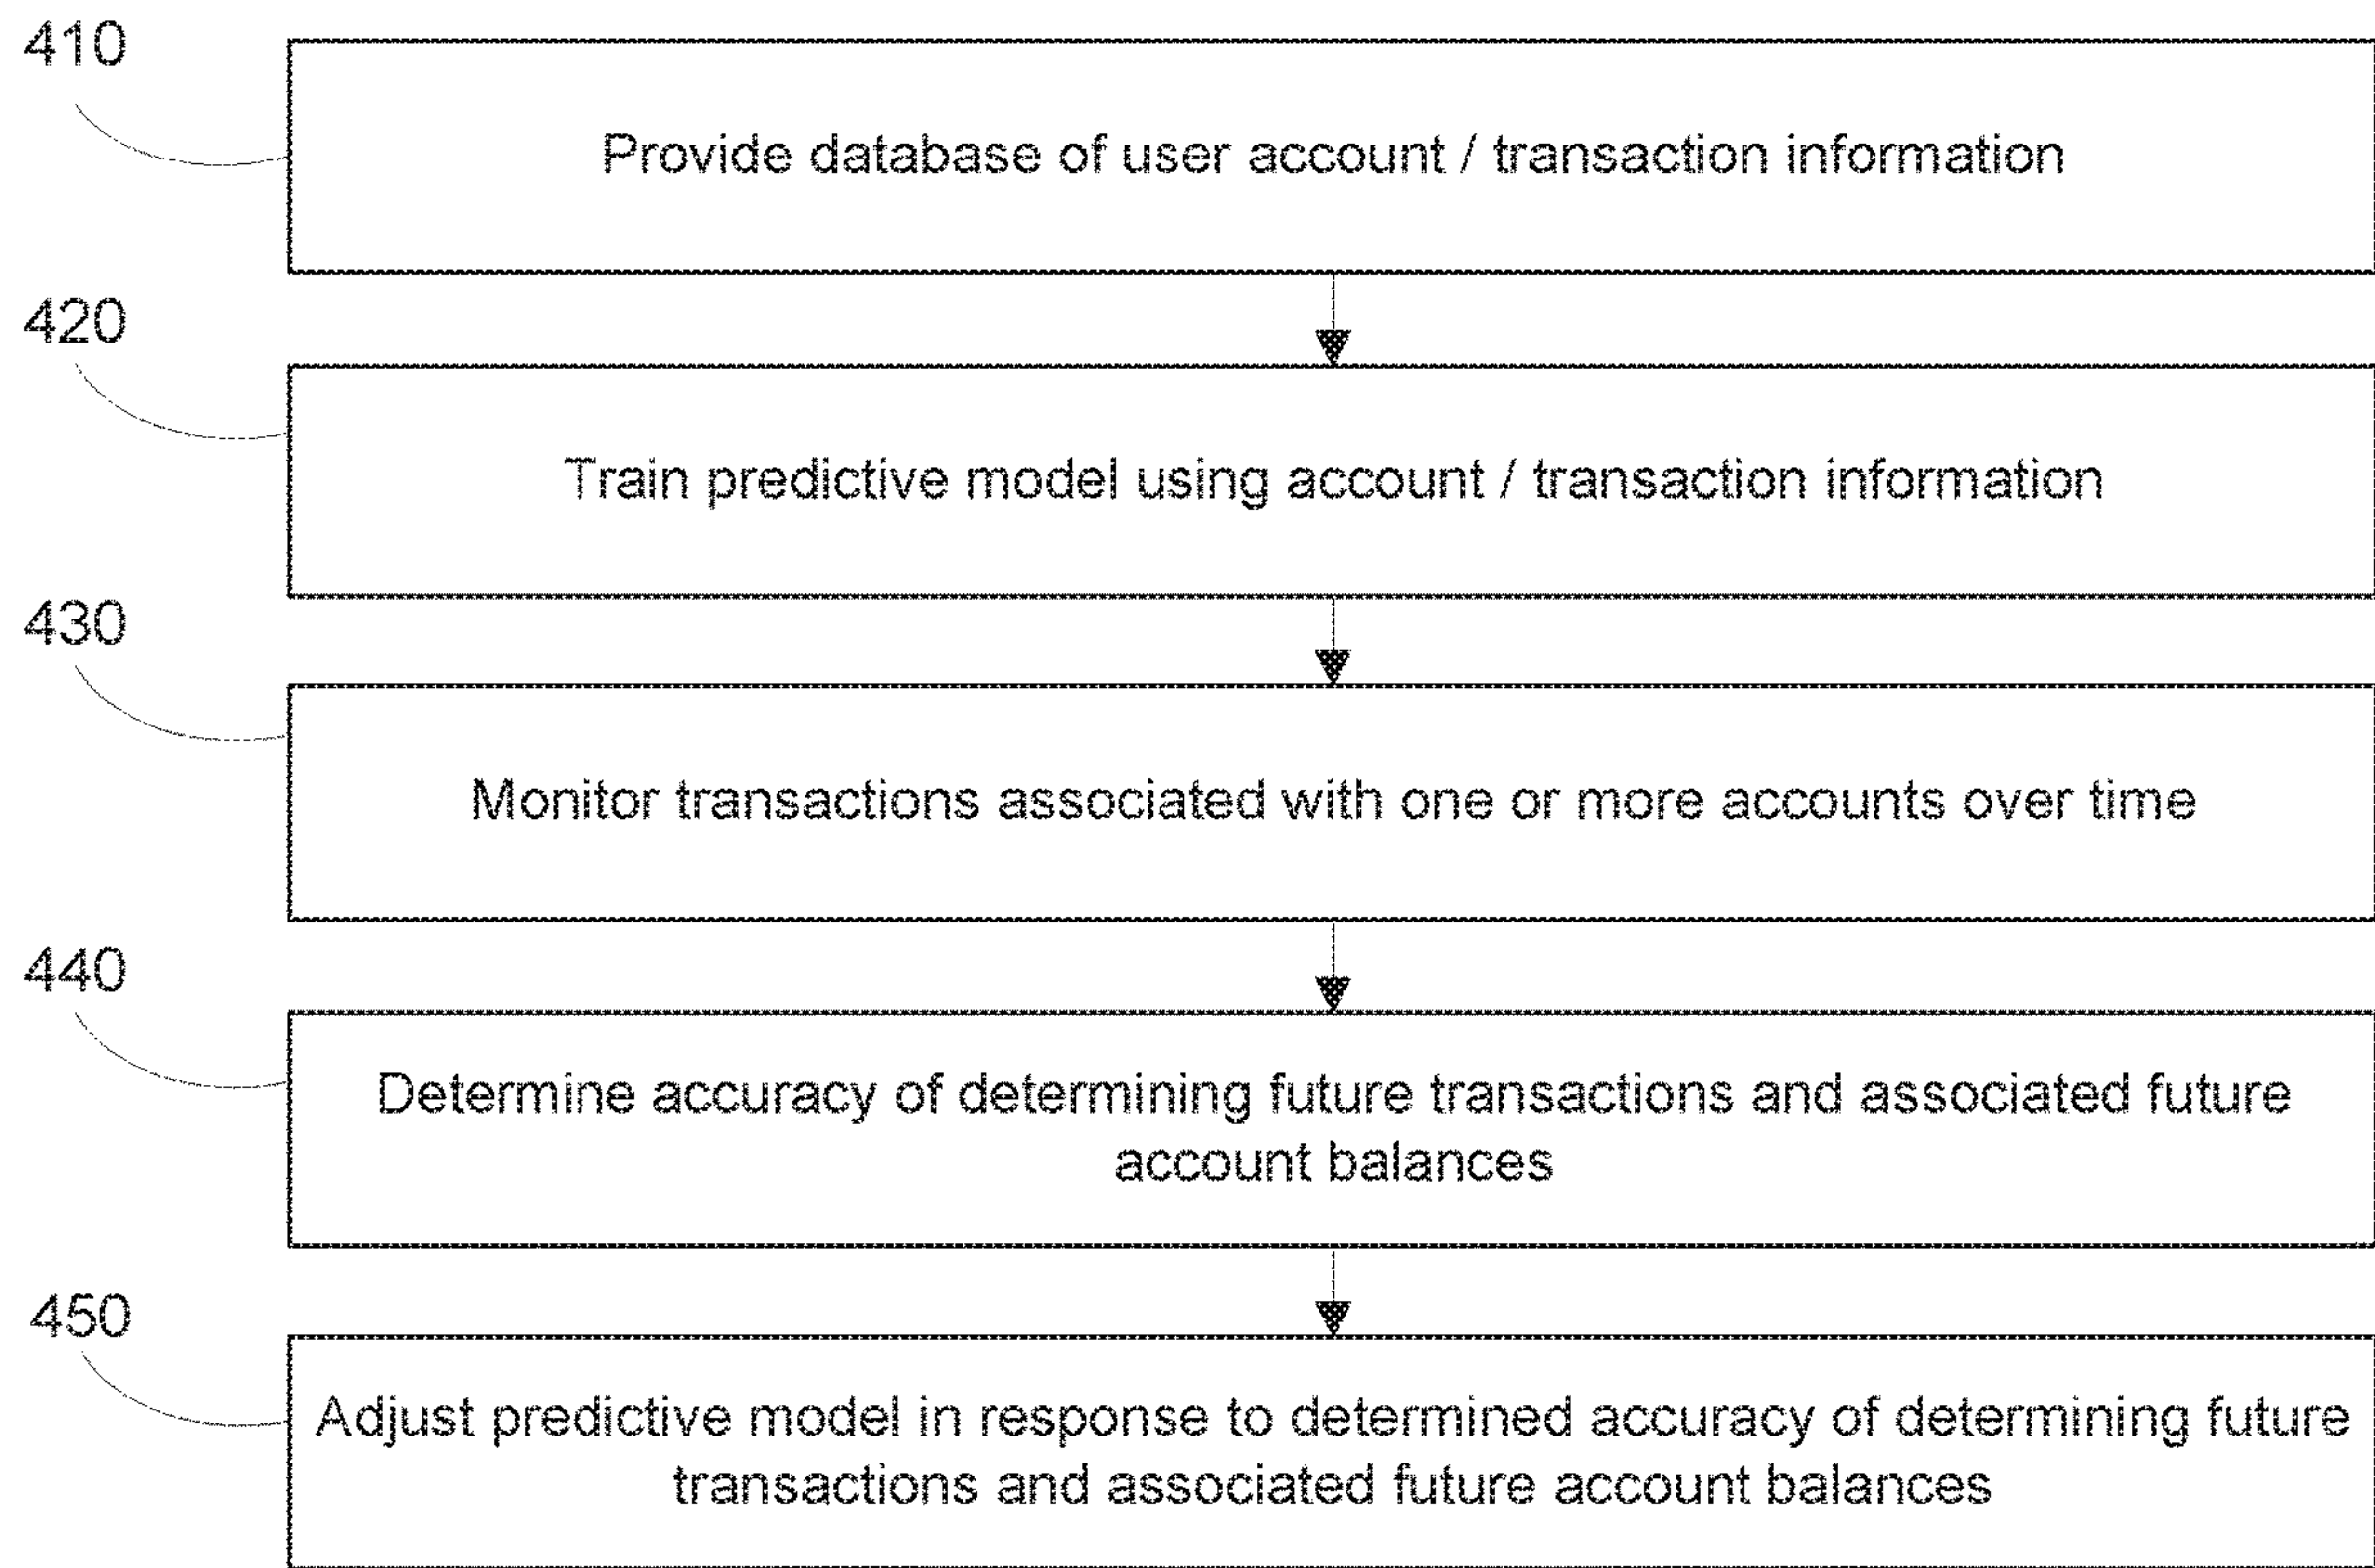 410
Provide database of user account / transaction information
420
Train predictive model using account / transaction information
430
Monitor transactions associated with one or more accounts over time
440
Determine accuracy of determining future transactions and associated future
account balances
450
Adjust predictive model in response to determined accuracy of determining future
transactions and associated future account balances